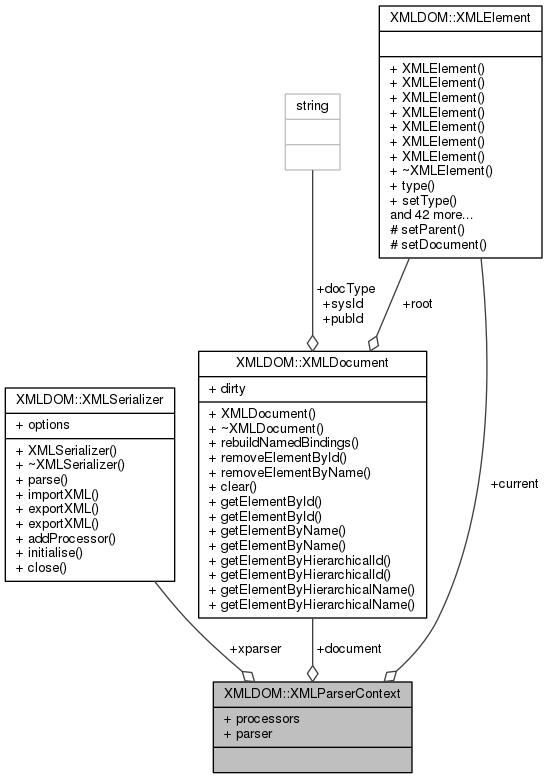 XMLDOM::XMLElement
+ XMLElement()
+ XMLElement()
+ XMLElement()
+ XMLElement()
+ XMLElement()
+ XMLElement()
+ XMLElement()
+ ~XMLElement()
+ type()
+ setType()
and 42 more...
# setParent()
# setDocument()
string
+docType
+sysId
+pubId
+root
XMLDOM::XMLDocument
+ dirty
+ XMLDocument()
+ ~XMLDocument()
+ rebuildNamedBindings()
+ removeElementById()
+ removeElementByName()
+ clear()
+ getElementById()
+ getElementById()
+ getElementByName()
+ getElementByName()
+ getElementByHierarchicalId()
+ getElementByHierarchicalId()
+ getElementByHierarchicalName()
+ getElementByHierarchicalName()
XMLDOM::XMLSerializer
+ options
+ XMLSerializer()
+ ~XMLSerializer()
+ parse()
+ importXML()
+ exportXML()
+ exportXML()
+ addProcessor()
+ initialise()
+ close()
+current
+xparser
+document
XMLDOM::XMLParserContext
+ processors
+ parser